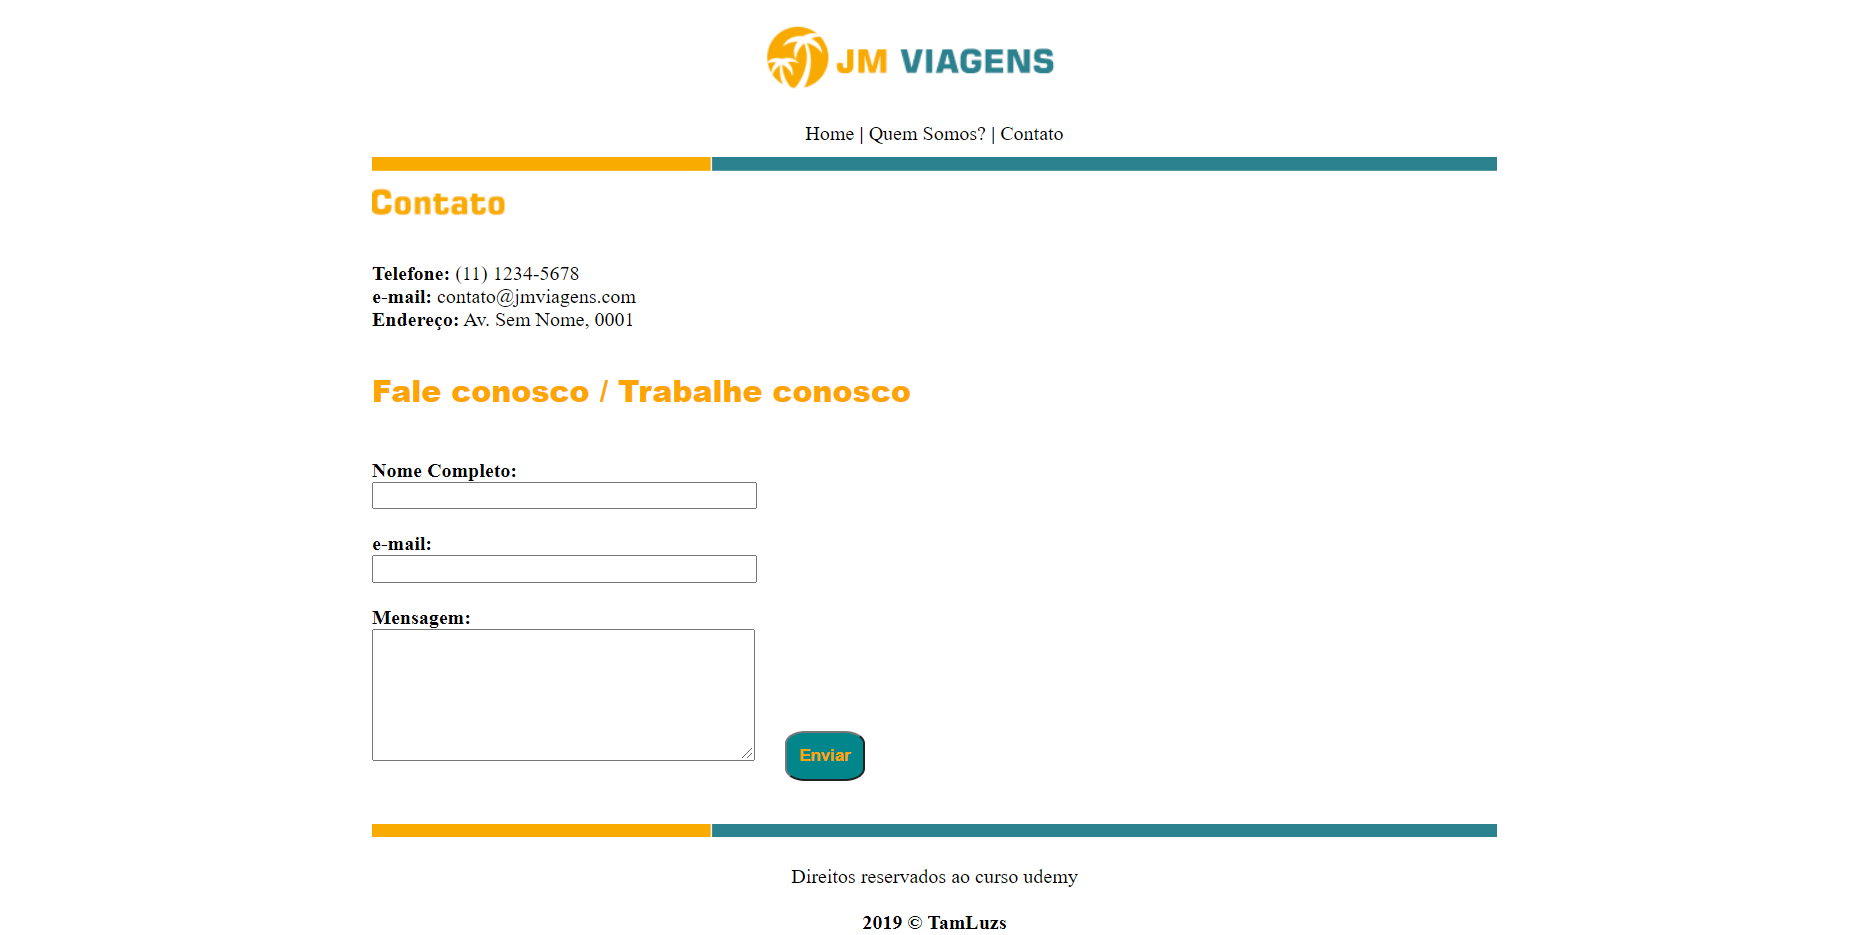 JM VIAGENS
Home | Quem Somos? | Contato
Contato
Telefone: (11) 1234-5678
e-mail: contato@jmviagens.com
Endereço: Av. Sem Nome, 0001
Fale conosco / Trabalhe conosco
Nome Completo:
e-mail:
Mensagem:
Enviar
Direitos reservados ao curso udemy
2019 © TamLuzs